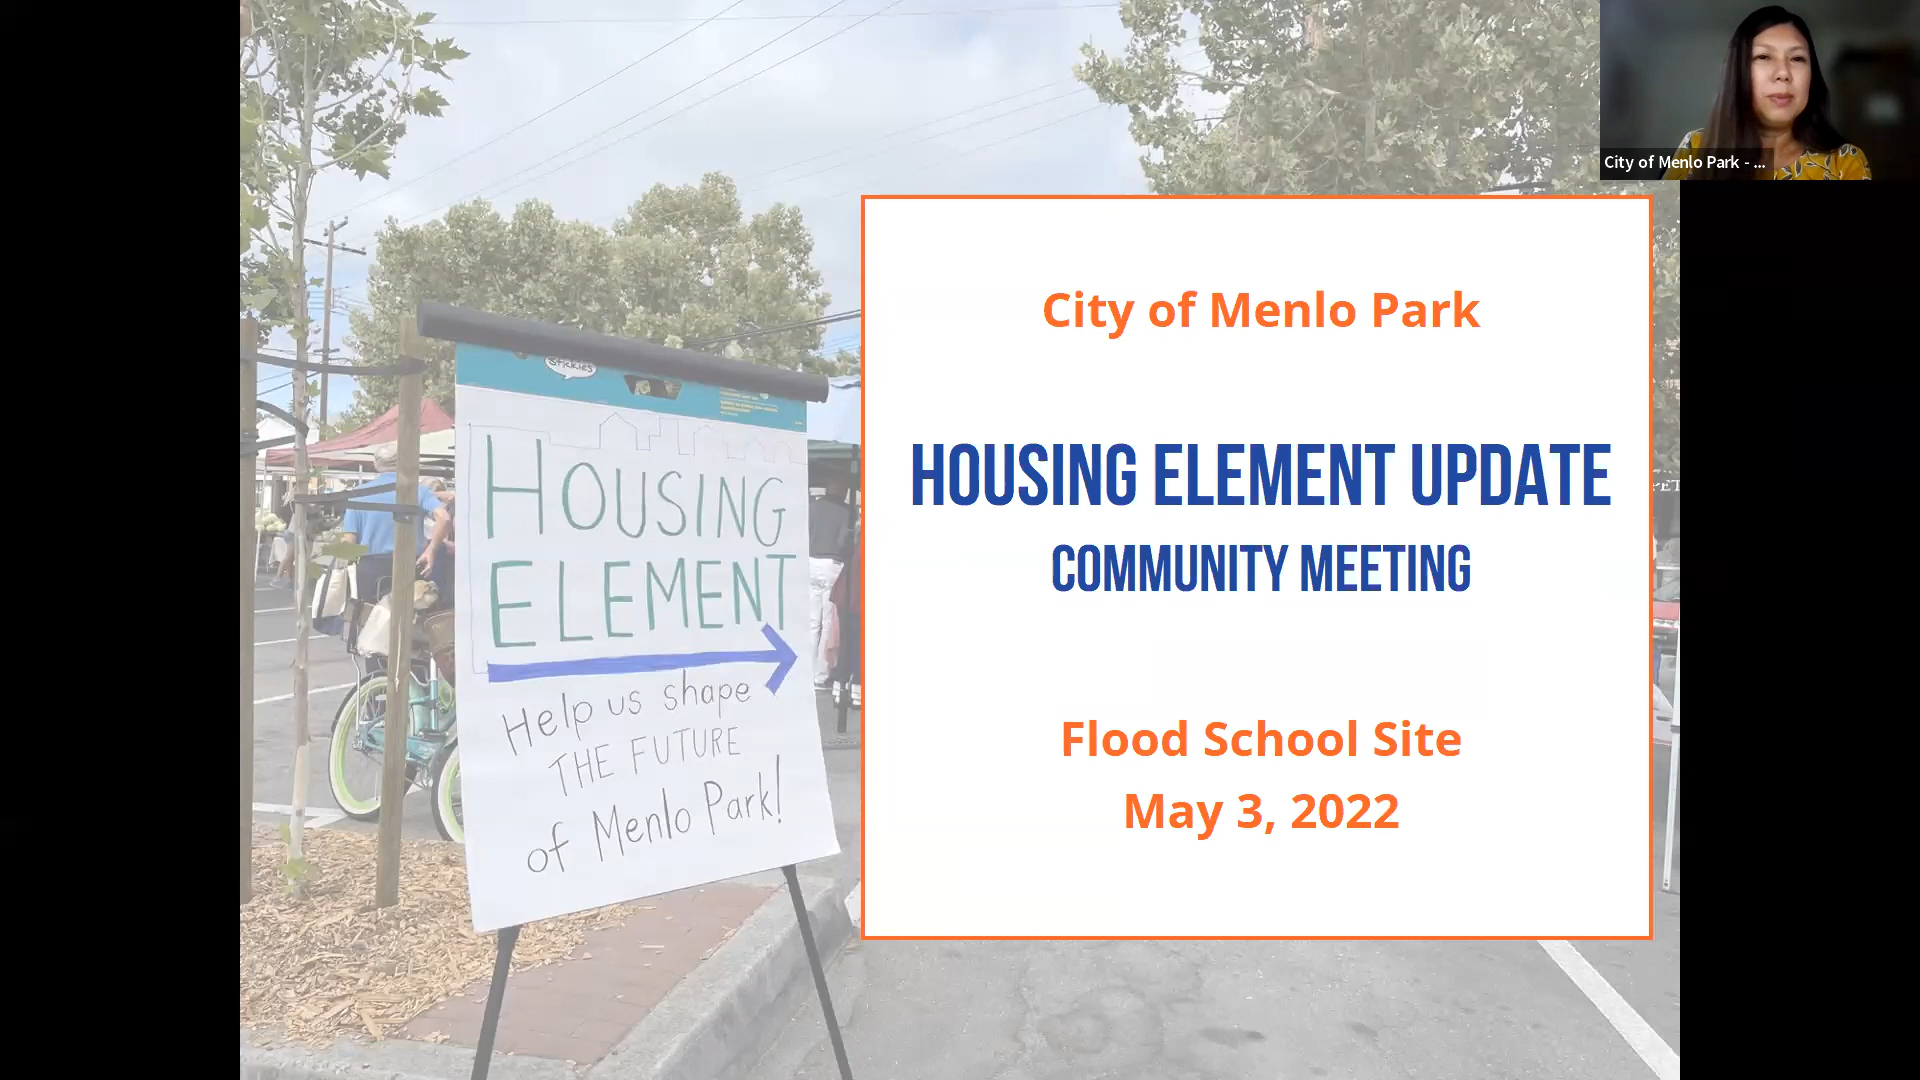 City of Menlo Park - ...
City of Menlo Park
HOUSING ELEMENT UPDATE
COMMUNITY MEETING
Flood School Site
May 3, 2022
HOUSING
ELEMENT
Help us shape
THE FUTURE
of Menlo Park!